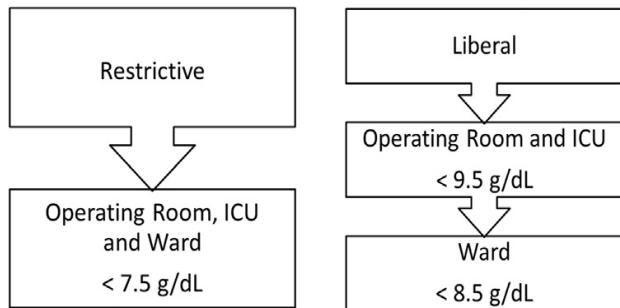 Restrictive
Operating Room, ICU
and Ward
< 7.5 g/dL
Liberal
Operating Room and ICU
< 9.5 g/dL
Ward
< 8.5 g/dL